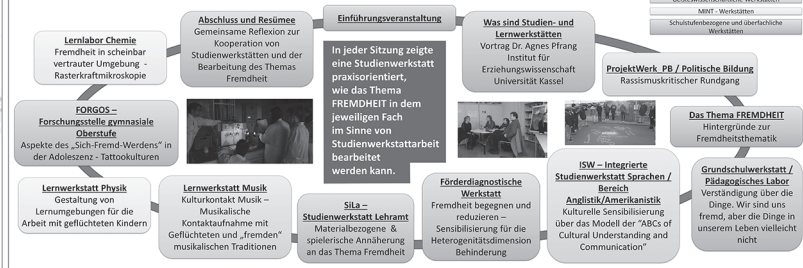 Geisteswissenschaftliche Werkstätten
MINT - Werkstätten
Schulstufenbezogene und überfachliche
Werkstätten
Einführungsveranstaltung
Was sind Studien- und
Lernwerkstätten
Vortrag Dr. Agnes Pfrang
Institut für
Erziehungswissenschaft
Universität Kassel
ProjektWerk_PB / Politische Bildung
Rassismuskritischer Rundgang
Das Thema FREMDHEIT
Hintergründe zur
Fremdheitsthematik
Grundschulwerkstatt /
Pädagogisches Labor
Verständigung über die
Dinge. Wir sind uns
fremd, aber die Dinge in
unserem Leben vielleicht
nicht
ISW – Integrierte
Studienwerkstatt Sprachen /
Bereich
Anglistik/Amerikanistik
Kulturelle Sensibilisierung
über das Modell der "ABCs of
Cultural Understanding and
Communication"
Förderdiagnostische
Werkstatt
Fremdheit begegnen und
reduzieren –
Sensibilisierung für die
Heterogenitätsdimension
Behinderung
SiLa –
Studienwerkstatt Lehramt
Materialbezogene &
spielerische Annäherung
an das Thema Fremdheit
Lernwerkstatt Musik
Kulturkontakt Musik –
Musikalische
Kontaktaufnahme mit
Geflüchteten und „fremden"
musikalischen Traditionen
Lernwerkstatt Physik
Gestaltung von
Lernumgebungen für die
Arbeit mit geflüchteten Kindern
FORGOS –
Forschungsstelle gymnasiale
Oberstufe
Aspekte des „Sich-Fremd-Werdens" in
der Adoleszenz - Tattookulturen
Lernlabor Chemie
Fremdheit in scheinbar
vertrauter Umgebung -
Rasterkraftmikroskopie
Abschluss und Resümee
Gemeinsame Reflexion zur
Kooperation von
Studienwerkstätten und der
Bearbeitung des Themas
Fremdheit
In jeder Sitzung zeigte
eine Studienwerkstatt
praxisorientiert,
wie das Thema
FREMDHEIT in dem
jeweiligen Fach
im Sinne von
Studienwerkstattarbeit
bearbeitet
werden kann.